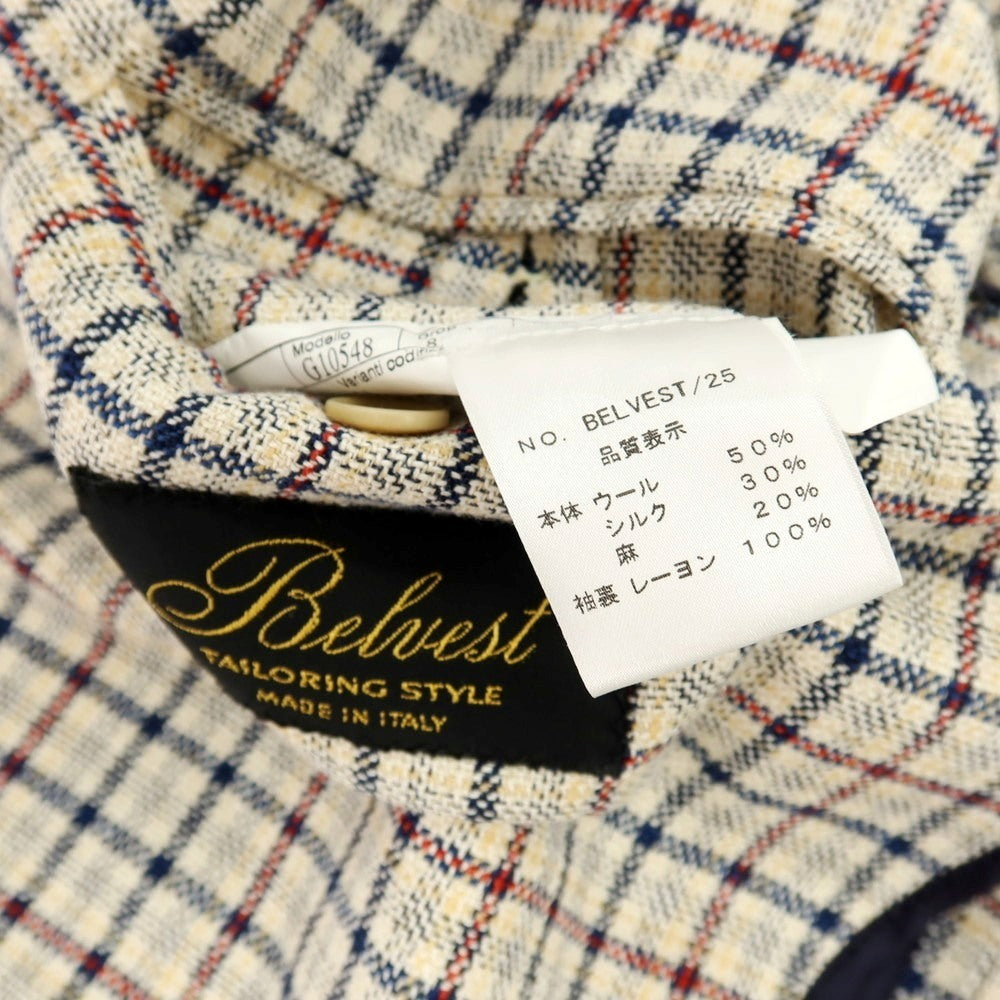 Modello
G10548
Varianti
NO. BELVEST/25
品質表示
本体 ウール 50%
シルク 30%
麻 20%
袖裏 レーヨン 100%
Belvest
TAILORING STYLE
MADE IN ITALY